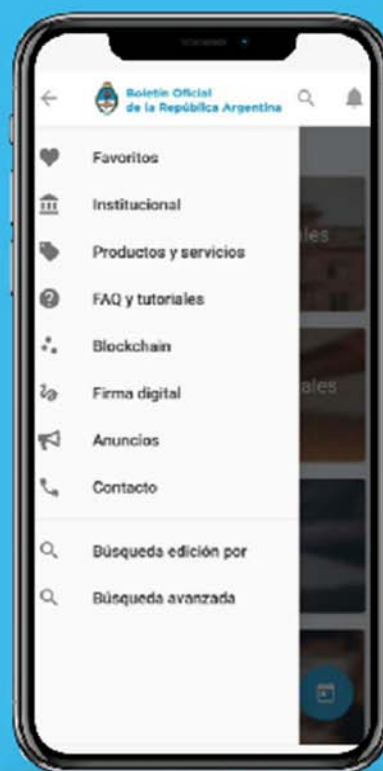 Boletín Oficial
de la República Argentina
Favoritos
Institucional
Productos y servicios
FAQ y tutoriales
Blockchain
Firma digital
Anuncios
Contacto
Búsqueda edición por
Búsqueda avanzada